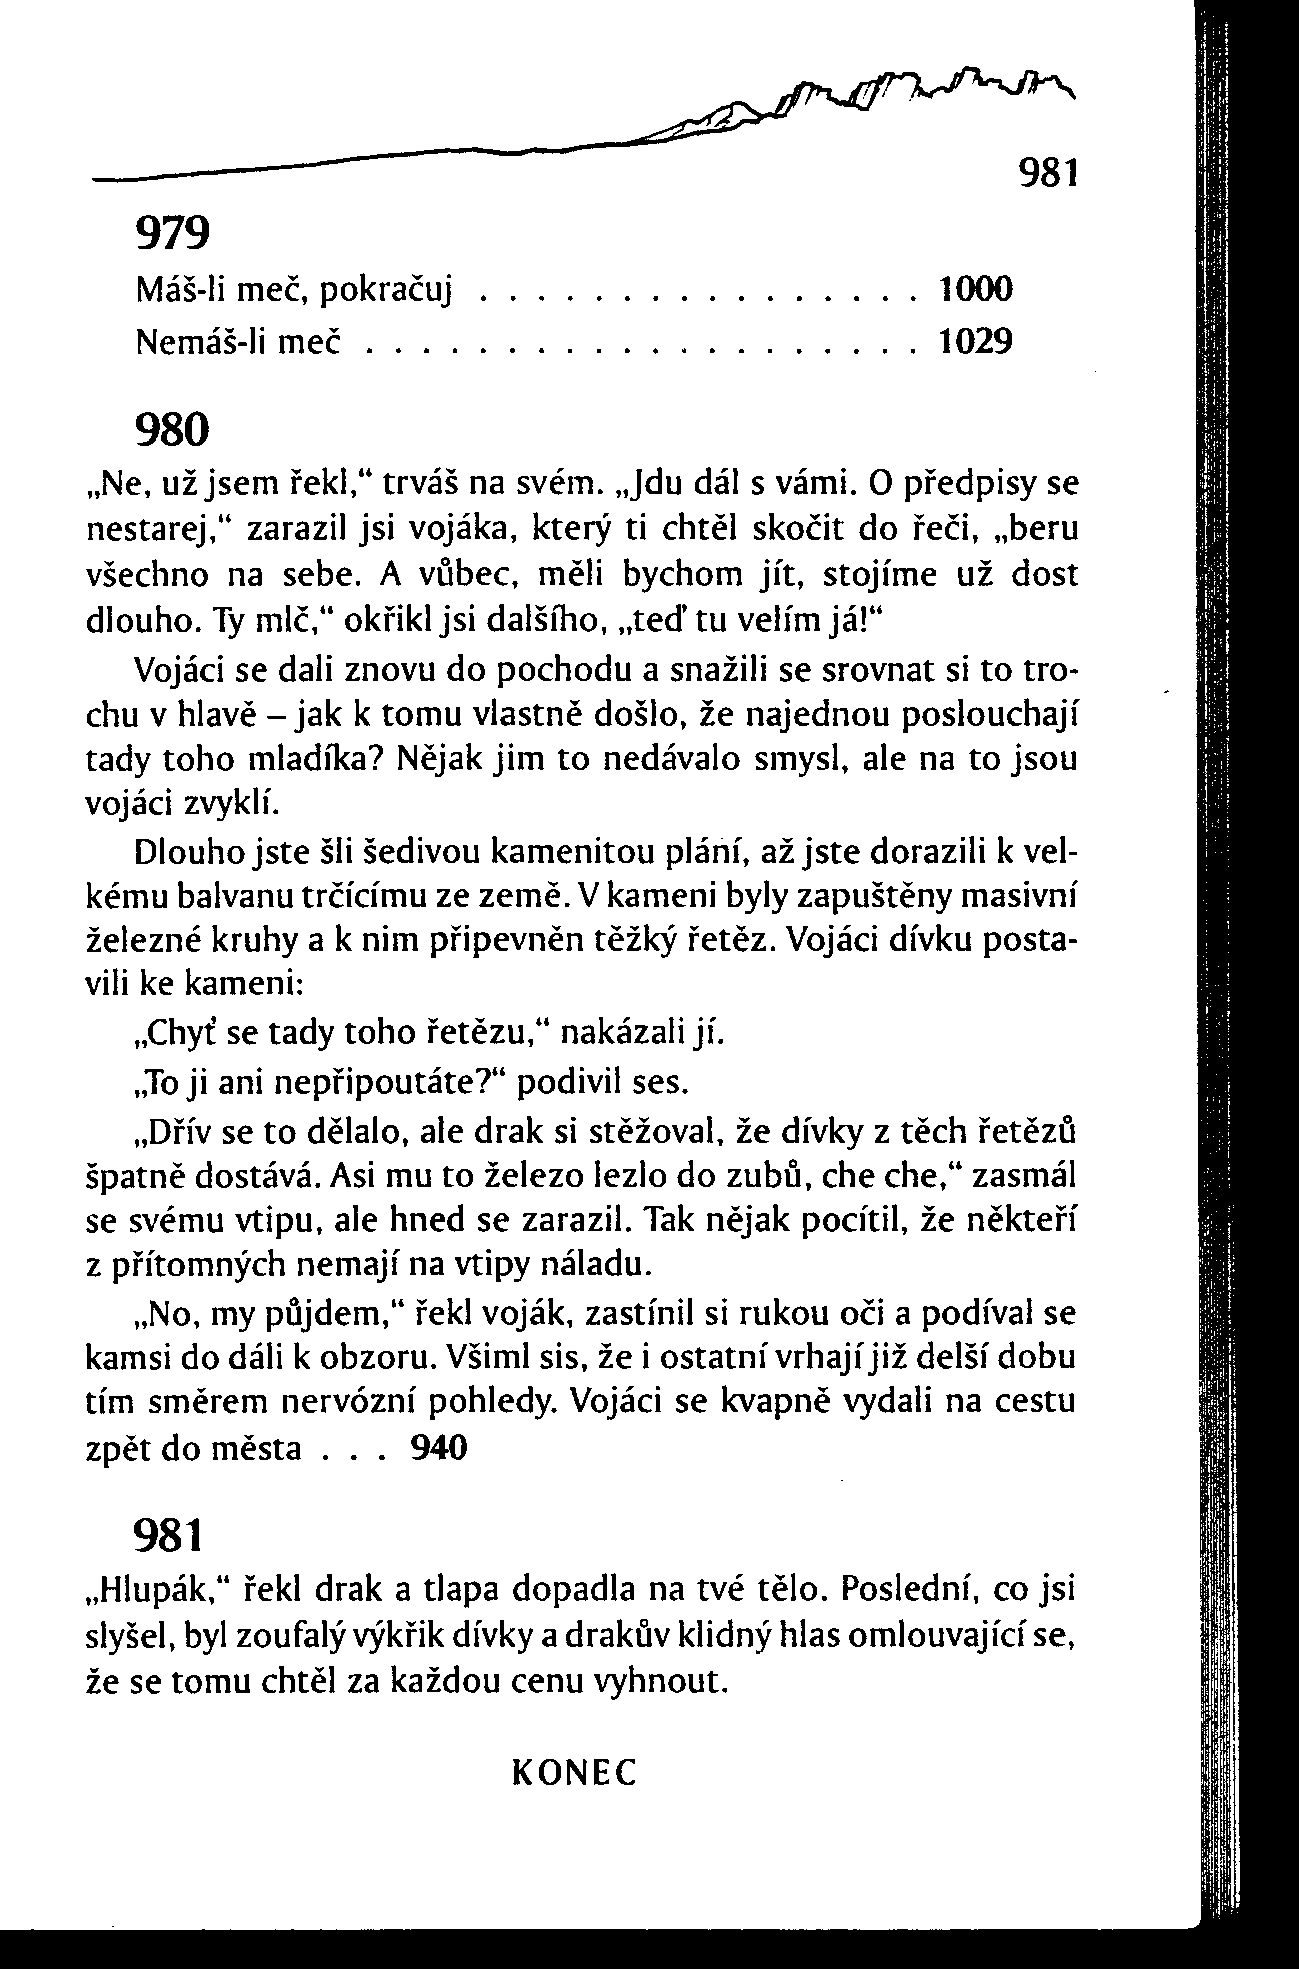 981
979
Máš-li meč, pokračuj . . . . . . . . . . . . . . . . 1000
Nemáš-li meč . . . . . . . . . . . . . . . . . . . . 1029
980
„Ne, už jsem řekl,“ trváš na svém. „Jdu dál s vámi. O předpisy se
nestarej,“ zarazil jsi vojáka, který ti chtěl skočit do řeči, „beru
všechno na sebe. A vůbec, měli bychom jít, stojíme už dost
dlouho. Ty mlč,“ okřikl jsi dalšího, „teď tu velím já!“
Vojáci se dali znovu do pochodu a snažili se srovnat si to tro-
chu v hlavě – jak k tomu vlastně došlo, že najednou poslouchají
tady toho mladíka? Nějak jim to nedávalo smysl, ale na to jsou
vojáci zvyklí.
Dlouho jste šli šedivou kamenitou plání, až jste dorazili k vel-
kému balvanu trčícímu ze země. V kameni byly zapuštěny masivní
železné kruhy a k nim připevněn těžký řetěz. Vojáci dívku posta-
vili ke kameni:
„Chyť se tady toho řetězu,“ nakázali jí.
„To ji ani nepřipoutáte?“ podivil ses.
„Dřív se to dělalo, ale drak si stěžoval, že dívky z těch řetězů
špatně dostává. Asi mu to železo lezlo do zubů, che che,“ zasmál
se svému vtipu, ale hned se zarazil. Tak nějak pocítil, že někteří
z přítomných nemají na vtipy náladu.
„No, my půjdem,“ řekl voják, zastínil si rukou oči a podíval se
kamsi do dáli k obzoru. Všiml sis, že i ostatní vrhají již delší dobu
tím směrem nervózní pohledy. Vojáci se kvapně vydali na cestu
zpět do města . . . 940
981
„Hlupák,“ řekl drak a tlapa dopadla na tvé tělo. Poslední, co jsi
slyšel, byl zoufalý výkřik dívky a drakův klidný hlas omlouvající se,
že se tomu chtěl za každou cenu vyhnout.
KONEC